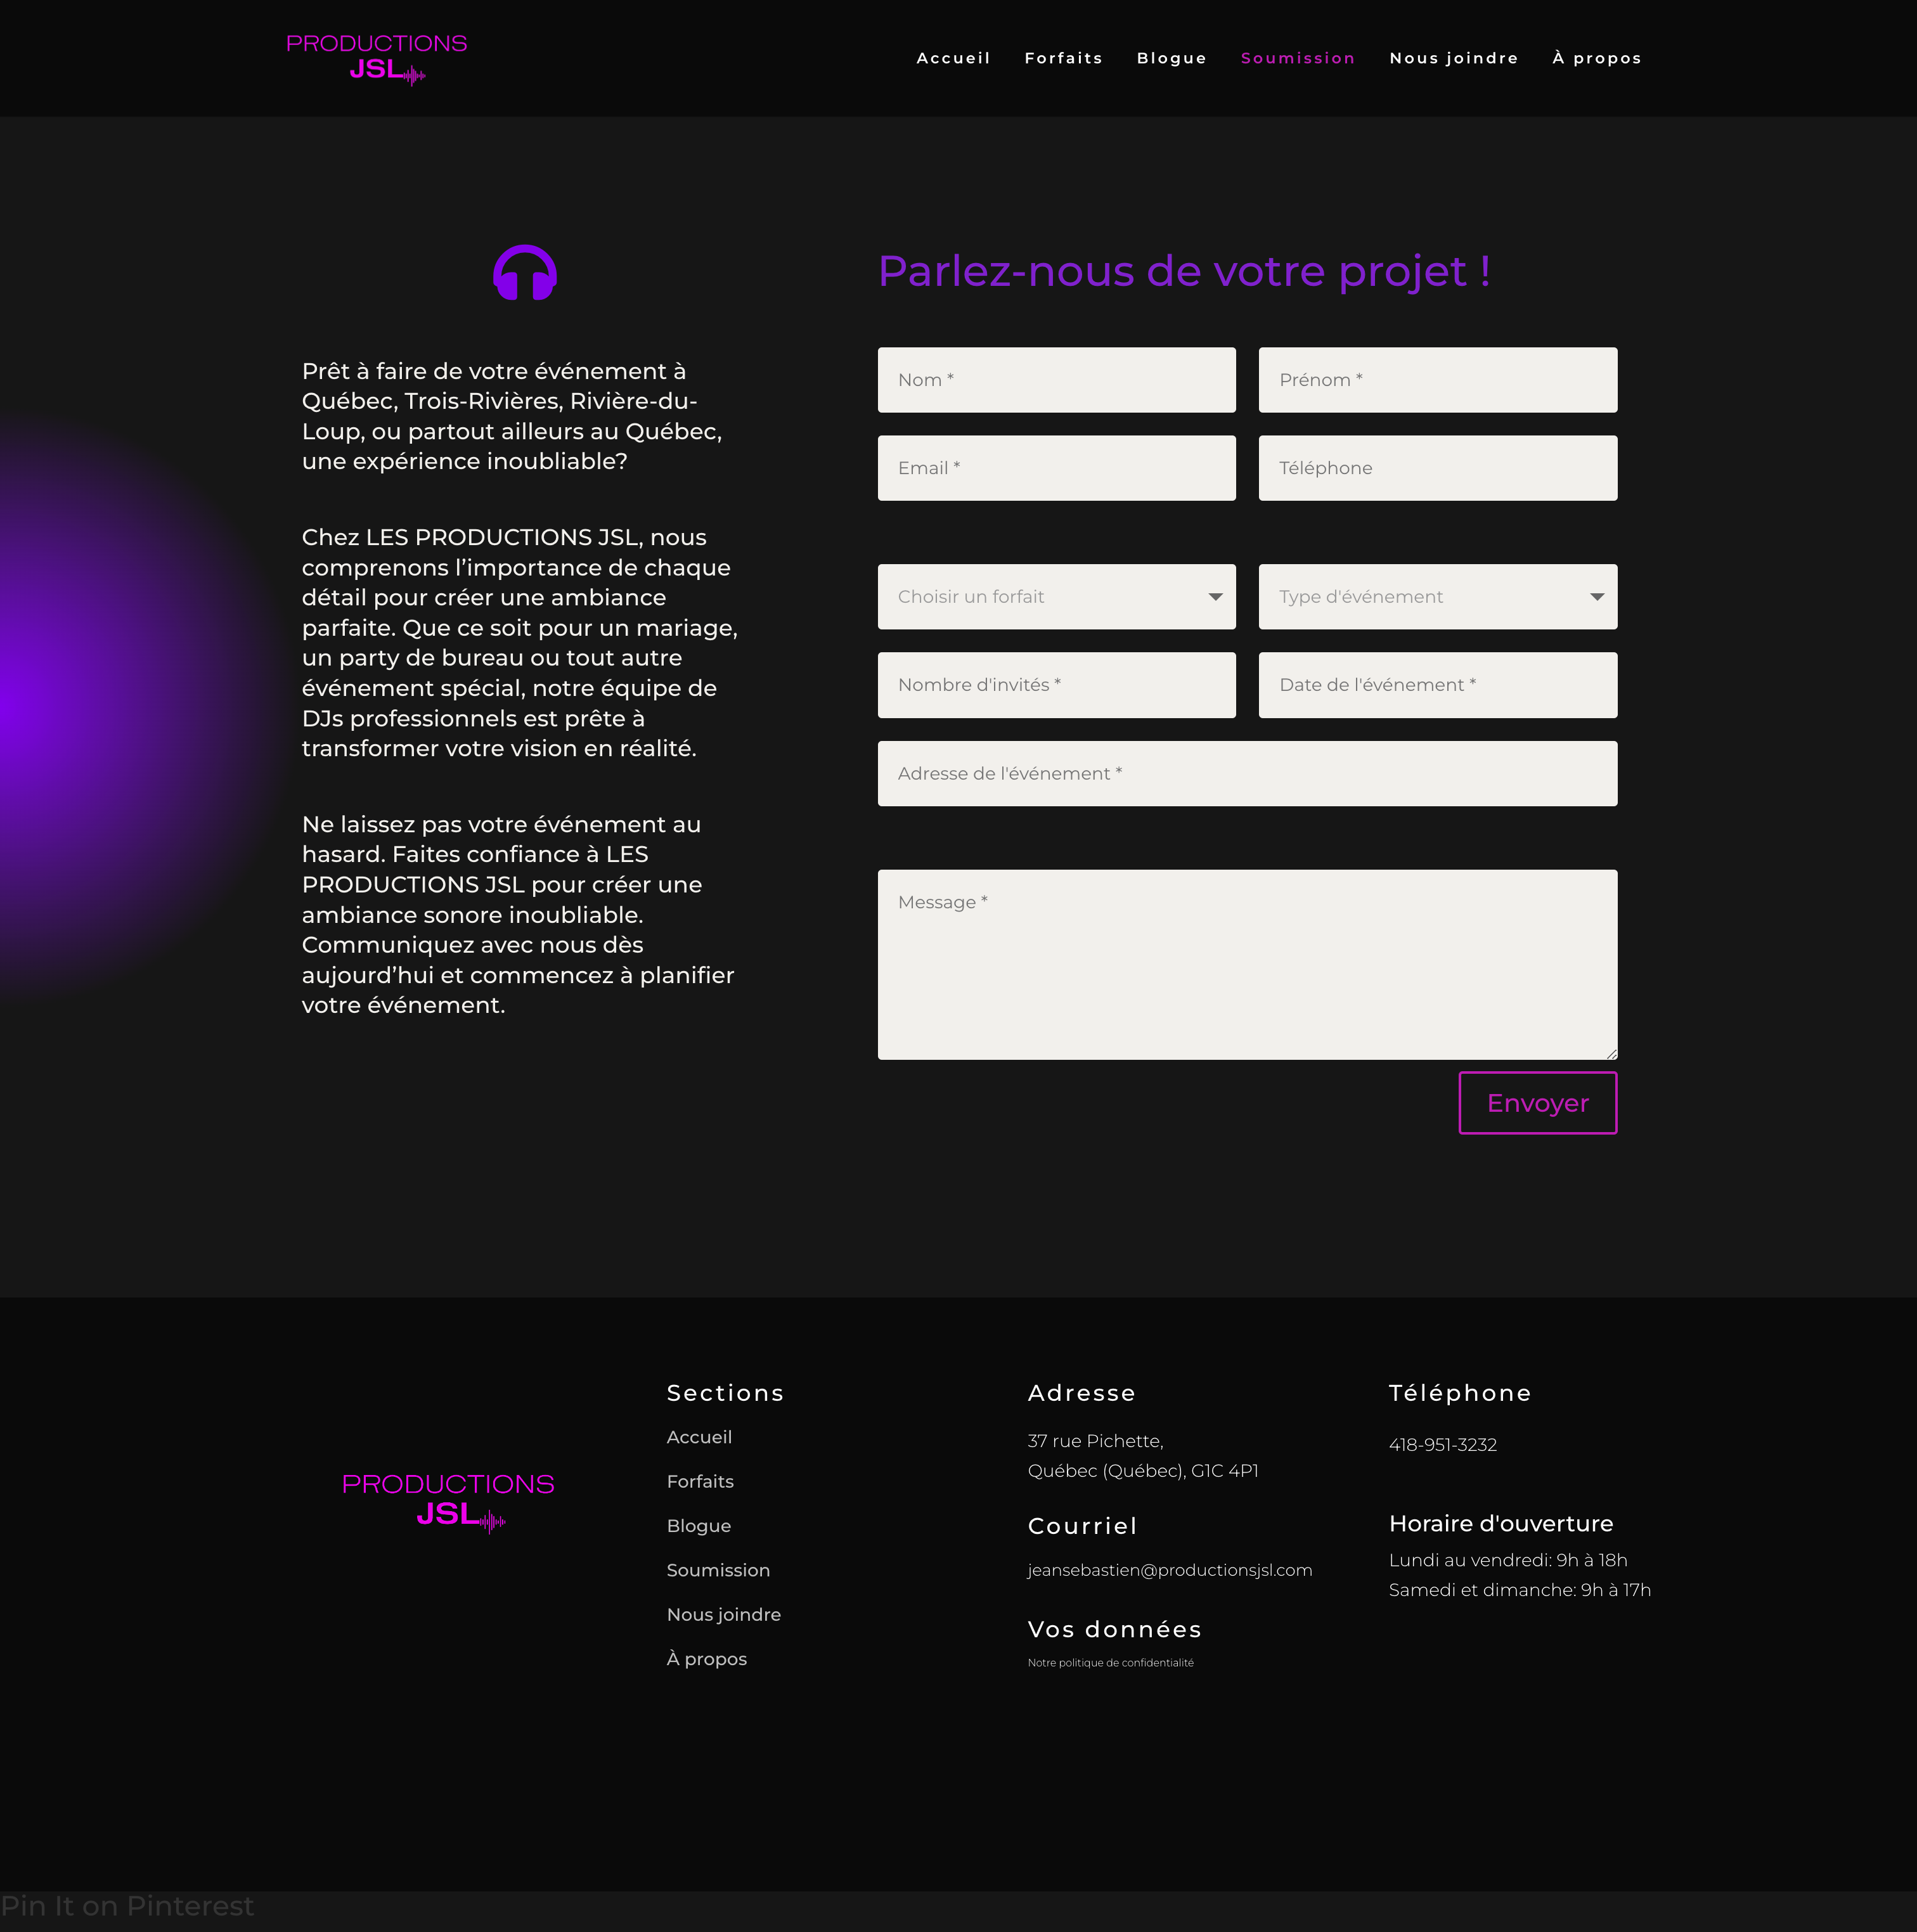 PRODUCTIONS
JSL
Accueil
Forfaits
Blogue
Soumission
Nous joindre
À propos
Prêt à faire de votre événement à
Québec, Trois-Rivières, Rivière-du-
Loup, ou partout ailleurs au Québec,
une expérience inoubliable?
Chez LES PRODUCTIONS JSL, nous
comprenons l’importance de chaque
détail pour créer une ambiance
parfaite. Que ce soit pour un mariage,
un party de bureau ou tout autre
événement spécial, notre équipe de
DJs professionnels est prête à
transformer votre vision en réalité.
Ne laissez pas votre événement au
hasard. Faites confiance à LES
PRODUCTIONS JSL pour créer une
ambiance sonore inoubliable.
Communiquez avec nous dès
aujourd’hui et commencez à planifier
votre événement.
Parlez-nous de votre projet !
Nom *
Prénom *
Email *
Téléphone
Choisir un forfait
Type d'événement
Nombre d'invités *
Date de l'événement *
Adresse de l'événement *
Message *
Envoyer
PRODUCTIONS
JSL
Sections
Accueil
Forfaits
Blogue
Soumission
Nous joindre
À propos
Adresse
37 rue Pichette,
Québec (Québec), G1C 4P1
Courriel
jeansebastien@productionsjsl.com
Vos données
Notre politique de confidentialité
Téléphone
418-951-3232
Horaire d'ouverture
Lundi au vendredi: 9h à 18h
Samedi et dimanche: 9h à 17h
Pin It on Pinterest